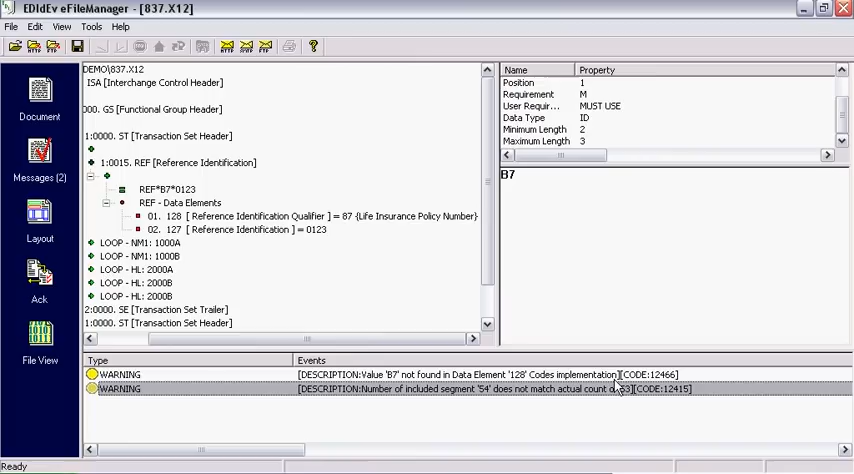 EDIdEv eFileManager - [837.X12]
File Edit View Tools Help
Document
Messages (2)
Layout
Ack
File View
DEMO\837.X12
ISA [Interchange Control Header]
000. GS [Functional Group Header]
1:0000. ST [Transaction Set Header]
1:0015. REF [Reference Identification]
REF*B7*0123
REF - Data Elements
01. 128 [ Reference Identification Qualifier ] = B7 {Life Insurance Policy Number}
02. 127 [ Reference Identification ] = 0123
LOOP - NM1: 1000A
LOOP - NM1: 1000B
LOOP - HL: 2000A
LOOP - HL: 2000B
LOOP - HL: 2000B
2:0000. SE [Transaction Set Trailer]
1:0000. ST [Transaction Set Header]
Name Property
Position 1
Requirement M
User Requir... MUST USE
Data Type ID
Minimum Length 2
Maximum Length 3
B7
Type Events
WARNING [DESCRIPTION:Value 'B7' not found in Data Element '128' Codes implementation][CODE:12466]
WARNING [DESCRIPTION:Number of included segment '54' does not match actual count 53][CODE:12415]
Ready